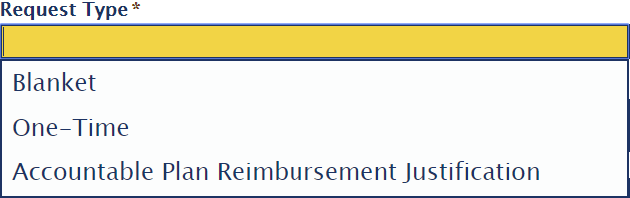 Request Type*
Blanket
One-Time
Accountable Plan Reimbursement Justification